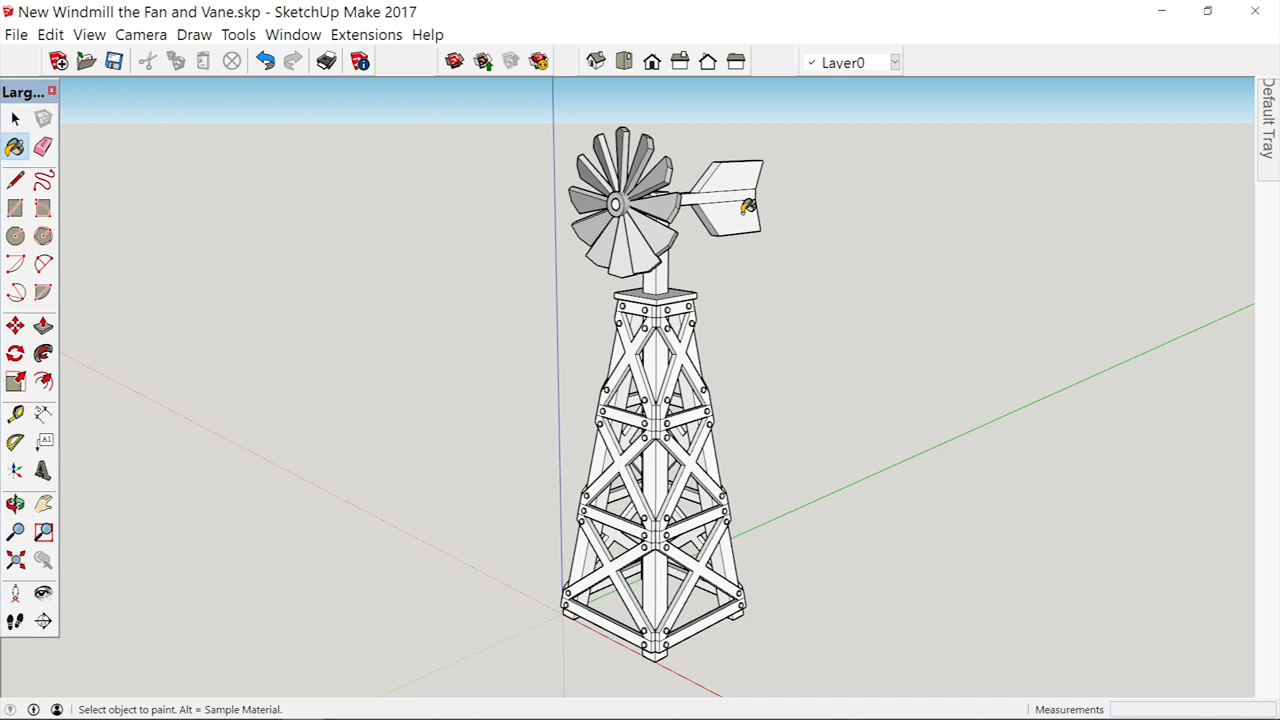 New Windmill the Fan and Vane.skp - SketchUp Make 2017
File Edit View Camera Draw Tools Window Extensions Help
✓ Layer0
Larg...
Default Tray
A1
Select object to paint. Alt = Sample Material.
Measurements